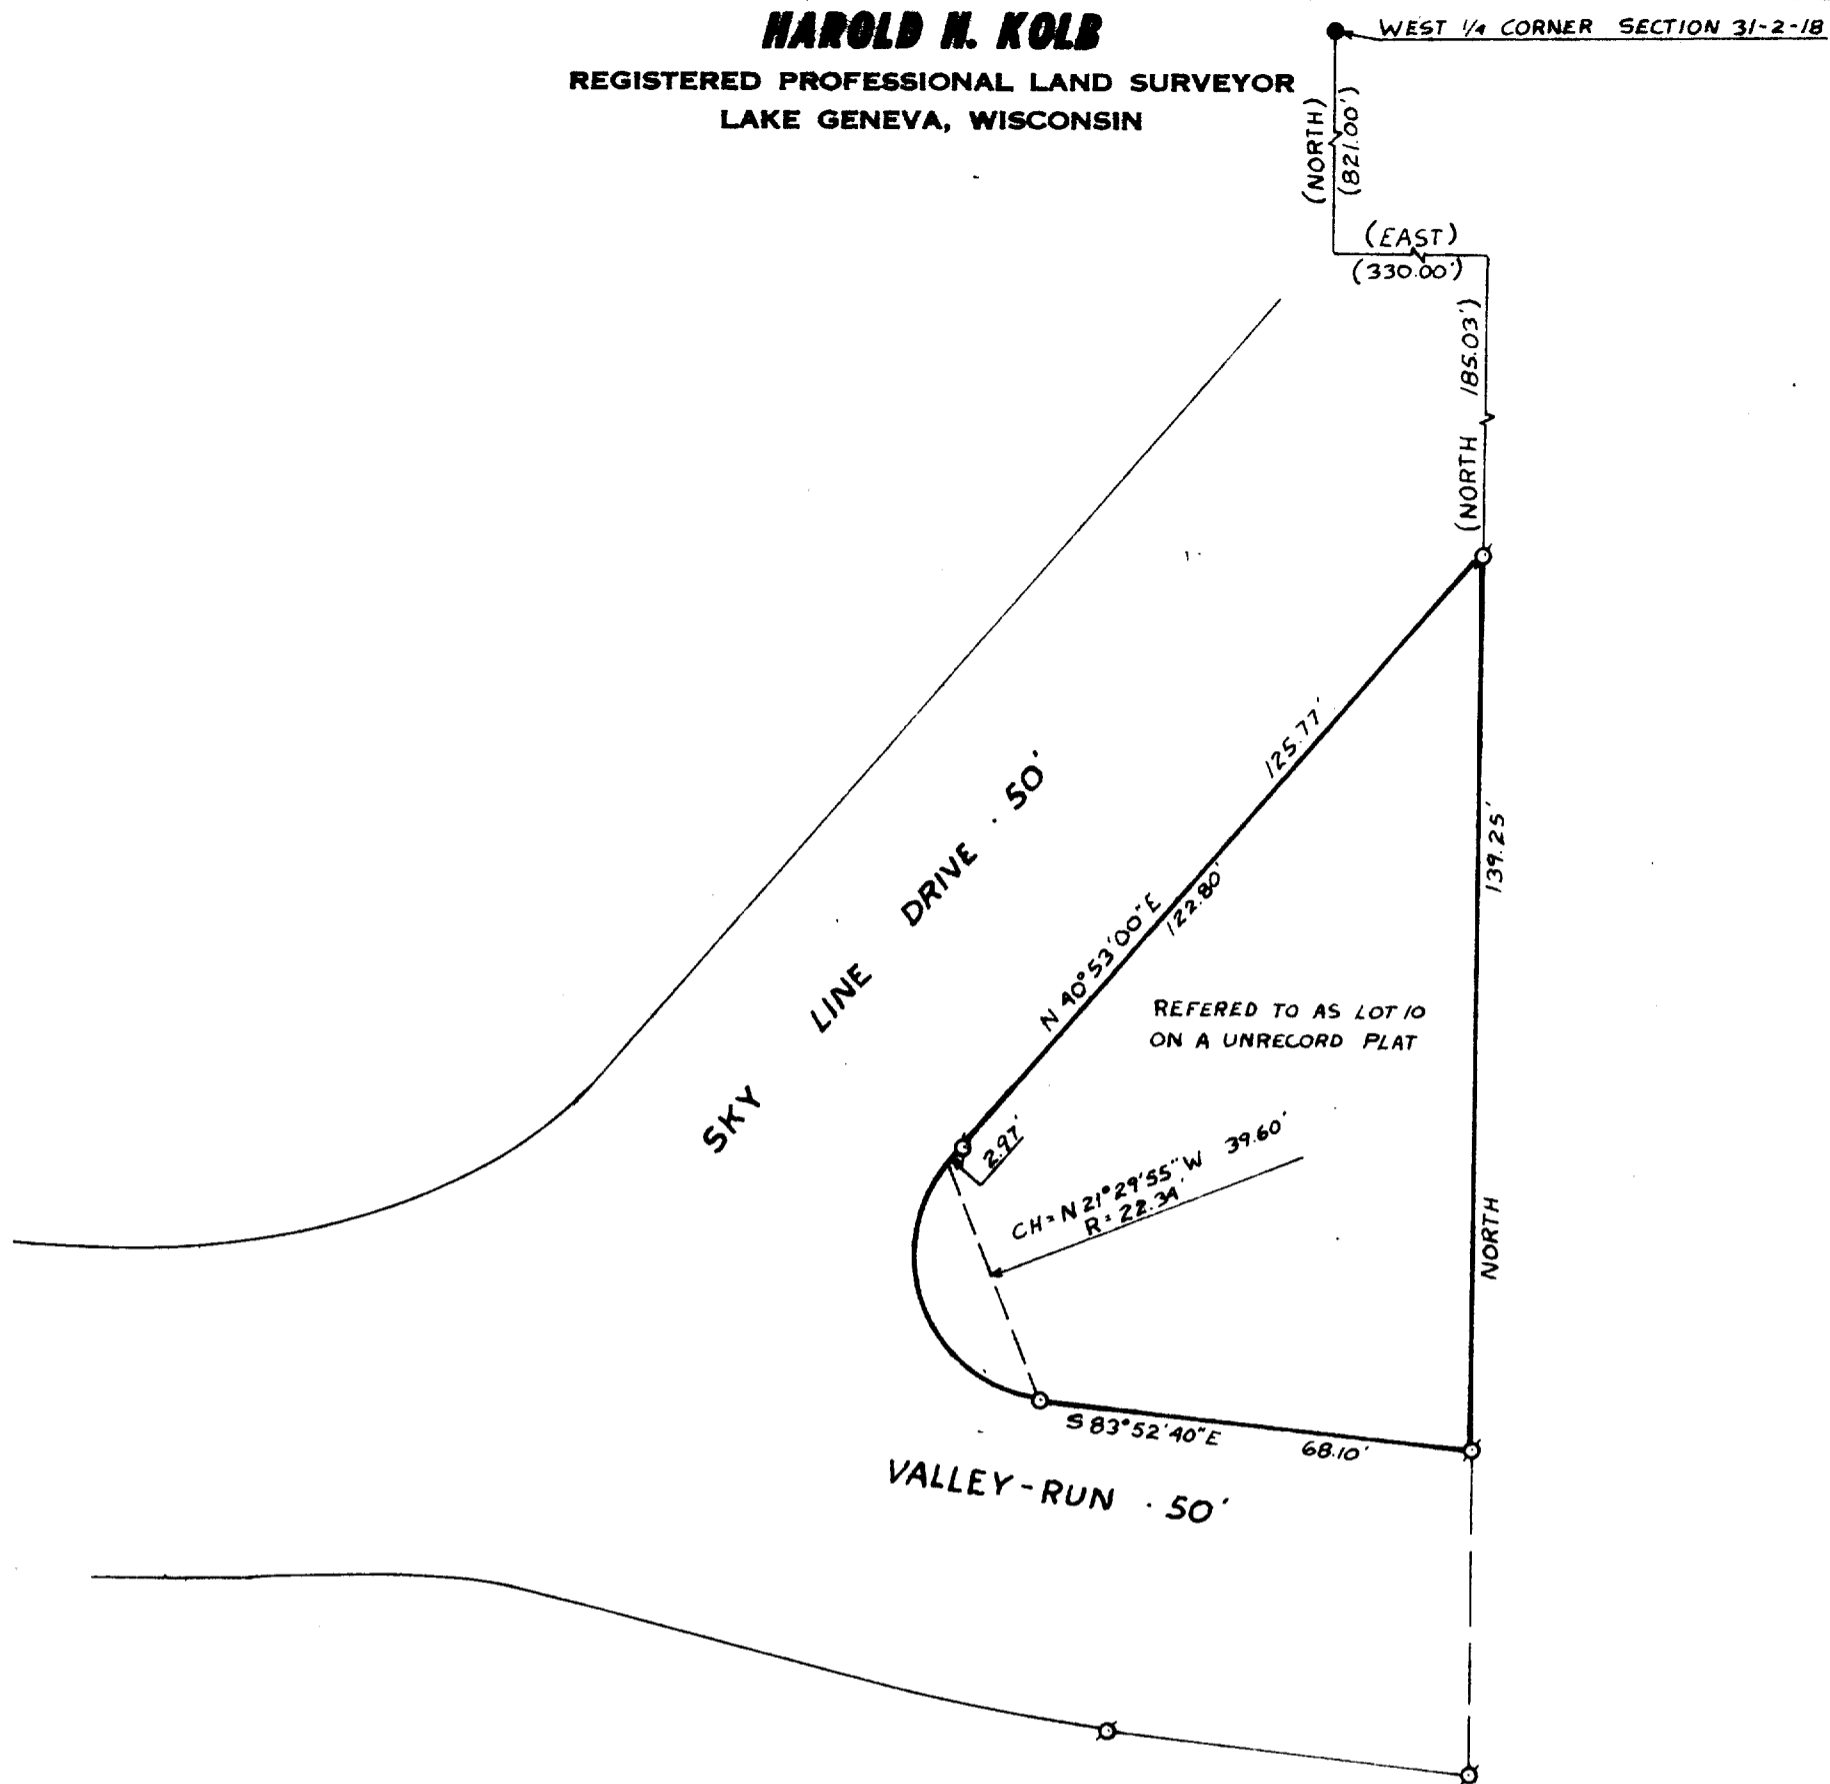 HAROLD H. KOLB
REGISTERED PROFESSIONAL LAND SURVEYOR
LAKE GENEVA, WISCONSIN
WEST 1/4 CORNER SECTION 31-2-18
(NORTH)
(821.00')
(EAST)
(330.00')
(NORTH 185.03')
125.77'
139.25'
SKY LINE DRIVE . 50'
N 40°53'00"E
122.80'
REFERED TO AS LOT 10
ON A UNRECORD PLAT
2.97'
CH= N 21°29'55"W 39.60'
R= 22.34'
NORTH
S 83°52'40"E 68.10'
VALLEY-RUN . 50'